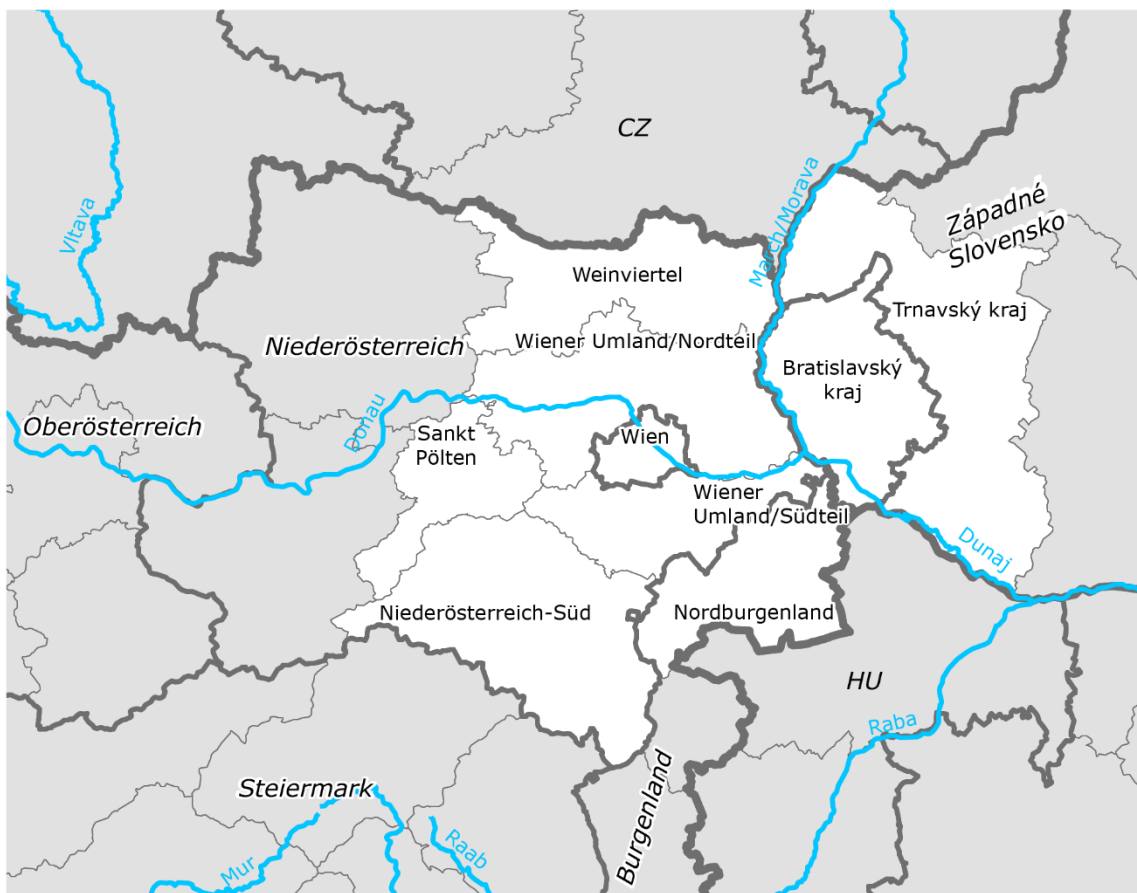 CZ
Vltava
March/Morava
Západné
Slovensko
Weinviertel
Trnavský kraj
Niederösterreich
Wiener Umland/Nordteil
Bratislavský
kraj
Donau
Oberösterreich
Sankt
Pölten
Wien
Wiener
Umland/Südteil
Dunaj
Niederösterreich-Süd
Nordburgenland
HU
Raba
Steiermark
Burgenland
Mur
Raab